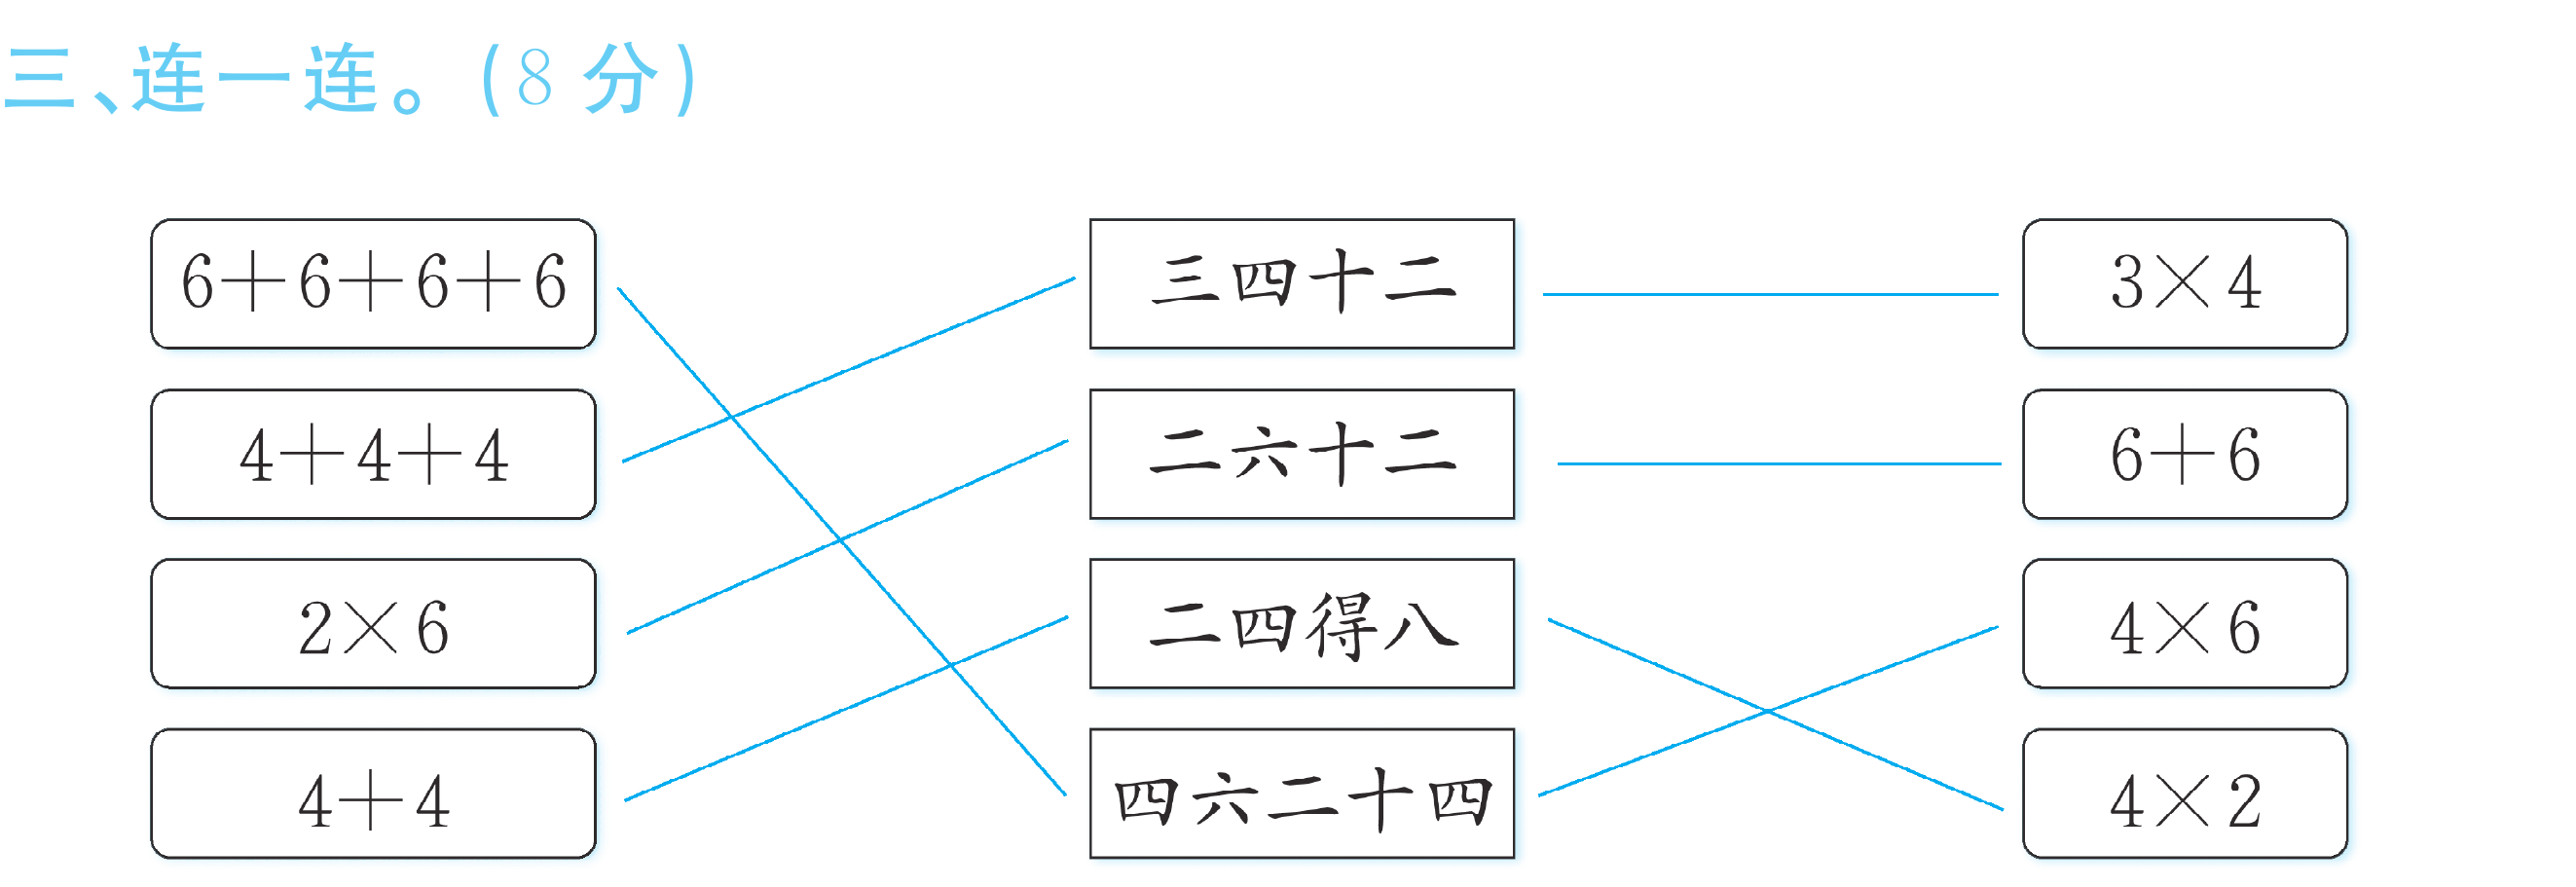 三、连一连。(8 分)
6+6+6+6 三四十二 3×4
4+4+4 二六十二 6+6
2×6 二四得八 4×6
4+4 四六二十四 4×2